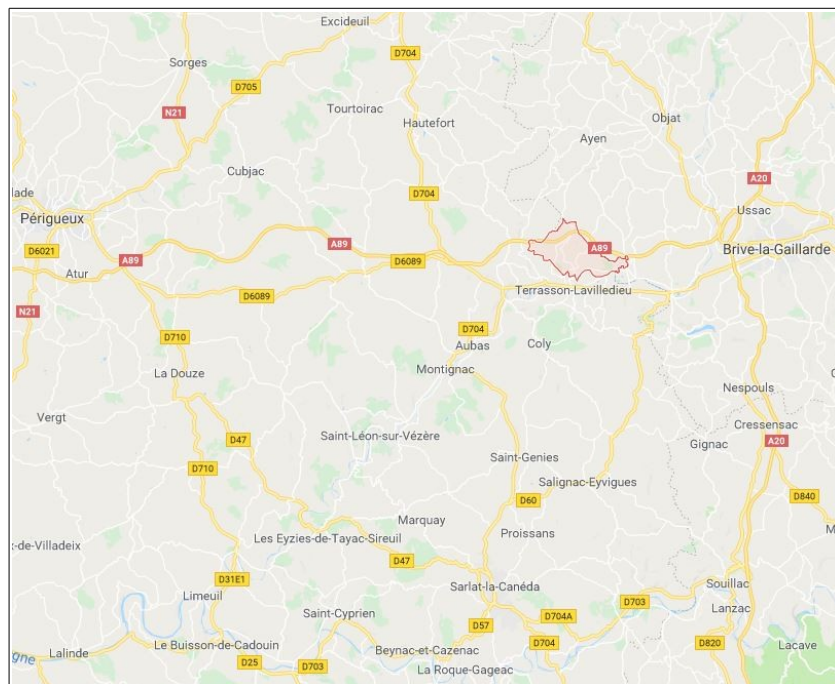 Excideuil
D704
Sorges
D705
Tourtoirac
N21
Hautefort
Objat
Ayen
Cubjac
A20
D704
lade
Périgueux
Ussac
A89
A89
D6021
Brive-la-Gaillarde
A89
D6089
Atur
Terrasson-Lavilledieu
D6089
N21
D704
D710
Aubas
Coly
La Douze
Montignac
Nespouls
Vergt
Cressensac
Saint-Léon-sur-Vézère
D47
Gignac
A20
Saint-Genies
D710
Salignac-Eyvigues
D840
D60
Marquay
Proissans
M
x-de-Villadeix
Les Eyzies-de-Tayac-Sireuil
D47
D31E1
Sarlat-la-Canéda
Souillac
Limeuil
D703
Saint-Cyprien
D704A
Lanzac
D57
Le Buisson-de-Cadouin
D704
D820
Lacave
Lalinde
Beynac-et-Cazenac
gne
D25
D703
La Roque-Gageac